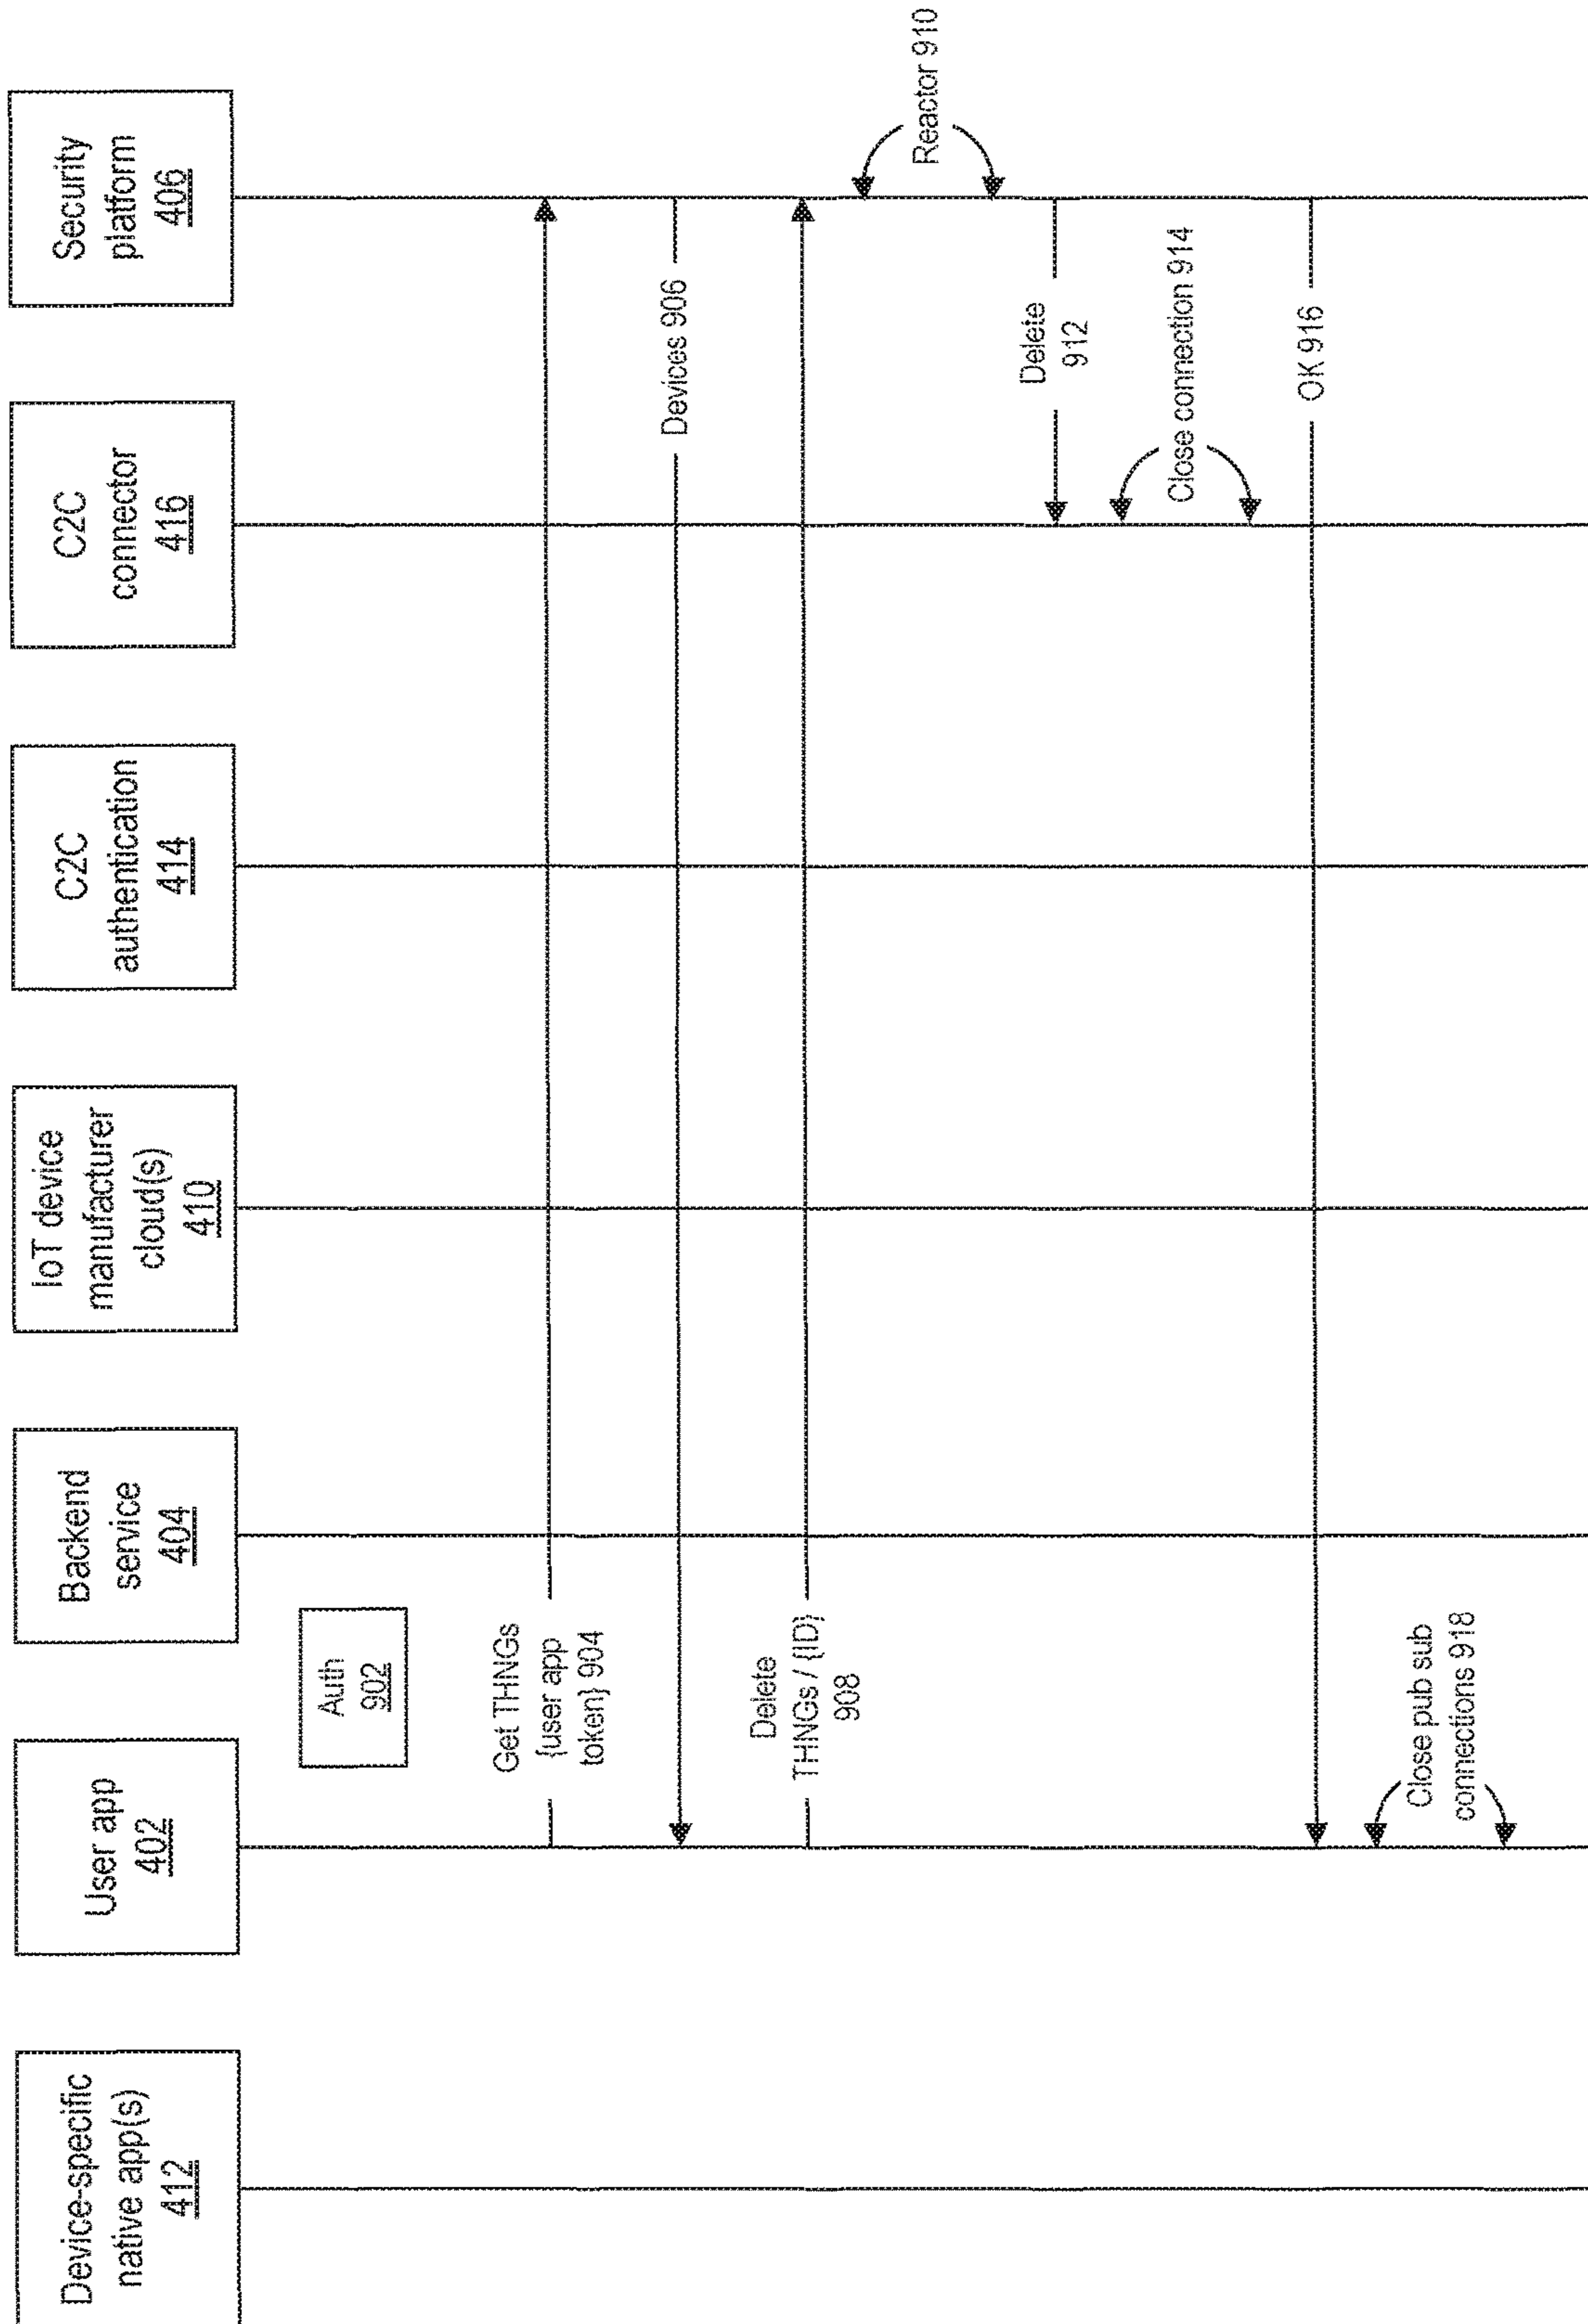 Device-specific
native app(s)
412
User app
402
Backend
service
404
IoT device
manufacturer
cloud(s)
410
C2C
authentication
414
C2C
connector
416
Security
platform
406
Auth
902
Get THNGs
{user app
token} 904
Devices 906
Delete
THNGs / {ID}
908
Reactor 910
Delete
912
Close connection 914
OK 916
Close pub sub
connections 918